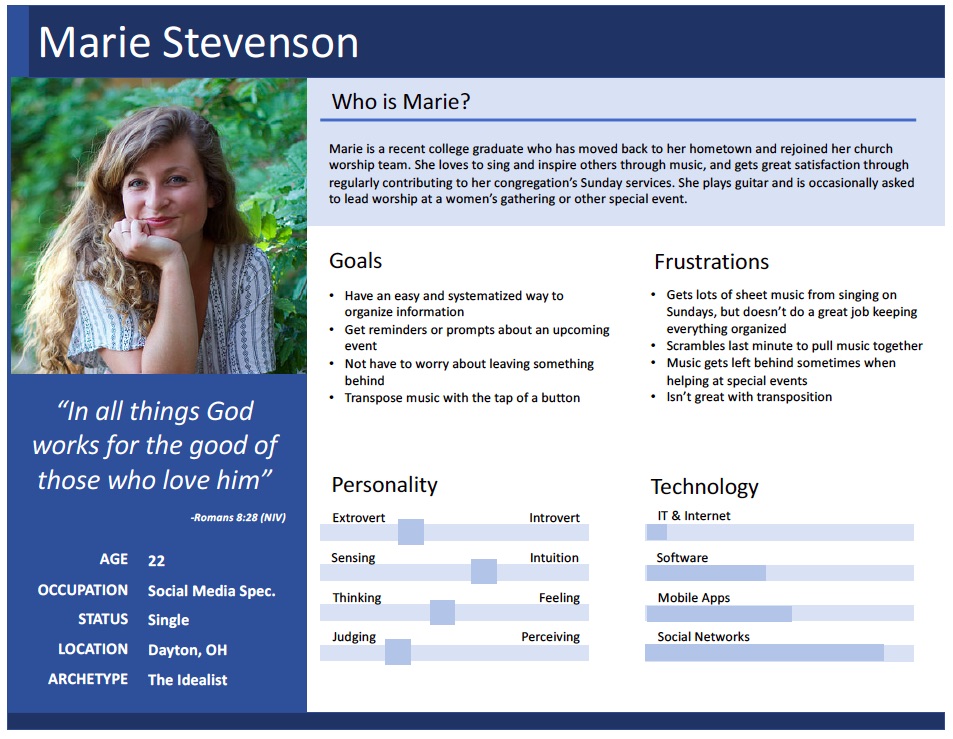 Marie Stevenson
Who is Marie?
Marie is a recent college graduate who has moved back to her hometown and rejoined her church
worship team. She loves to sing and inspire others through music, and gets great satisfaction through
regularly contributing to her congregation's Sunday services. She plays guitar and is occasionally asked
to lead worship at a women's gathering or other special event.
Goals
• Have an easy and systematized way to
organize information
• Get reminders or prompts about an upcoming
event
• Not have to worry about leaving something
behind
• Transpose music with the tap of a button
Frustrations
• Gets lots of sheet music from singing on
Sundays, but doesn't do a great job keeping
everything organized
• Scrambles last minute to pull music together
• Music gets left behind sometimes when
helping at special events
• Isn't great with transposition
“In all things God
works for the good of
those who love him”
-Romans 8:28 (NIV)
AGE 22
OCCUPATION Social Media Spec.
STATUS Single
LOCATION Dayton, OH
ARCHETYPE The Idealist
Personality
Extrovert Introvert
Sensing Intuition
Thinking Feeling
Judging Perceiving
Technology
IT & Internet
Software
Mobile Apps
Social Networks